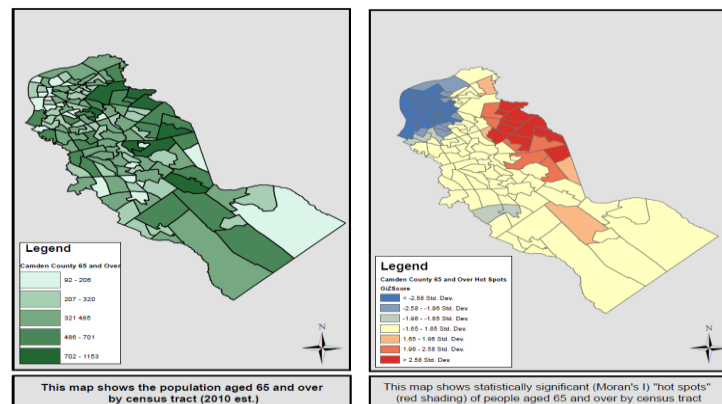 Legend
Camden County 65 and Over
92 - 206
207 - 320
321 485
486 - 701
702 - 1153
N
This map shows the population aged 65 and over
by census tract (2010 est.)
Legend
Camden County 65 and Over Hot Spots
GiZScore
< -2.58 Std. Dev.
-2.58 - -1.96 Std. Dev.
-1.96 - -1.65 Std. Dev.
-1.65 - 1.65 Std. Dev.
1.65 - 1.96 Std. Dev.
1.96 - 2.58 Std. Dev.
> 2.58 Std. Dev.
N
This map shows statistically significant (Moran's I) "hot spots"
(red shading) of people aged 65 and over by census tract